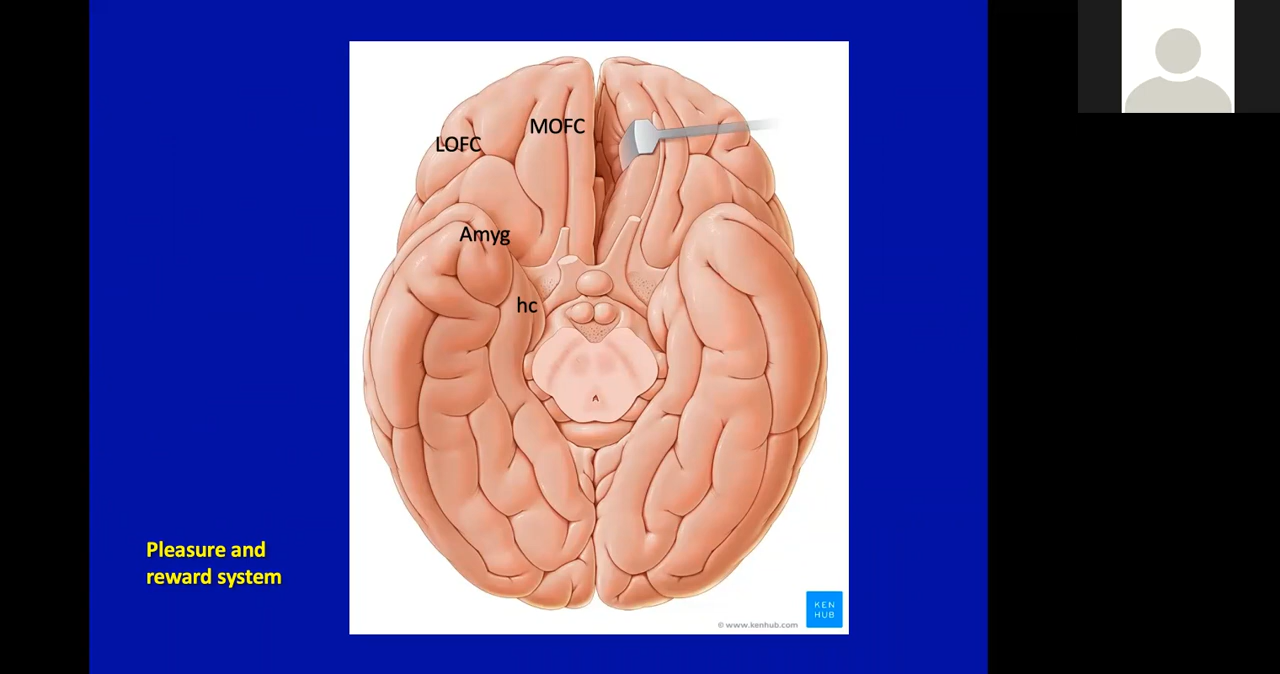 MOFC
LOFC
Amyg
hc
Pleasure and
reward system
KEN
HUB
© www.kenhub.com